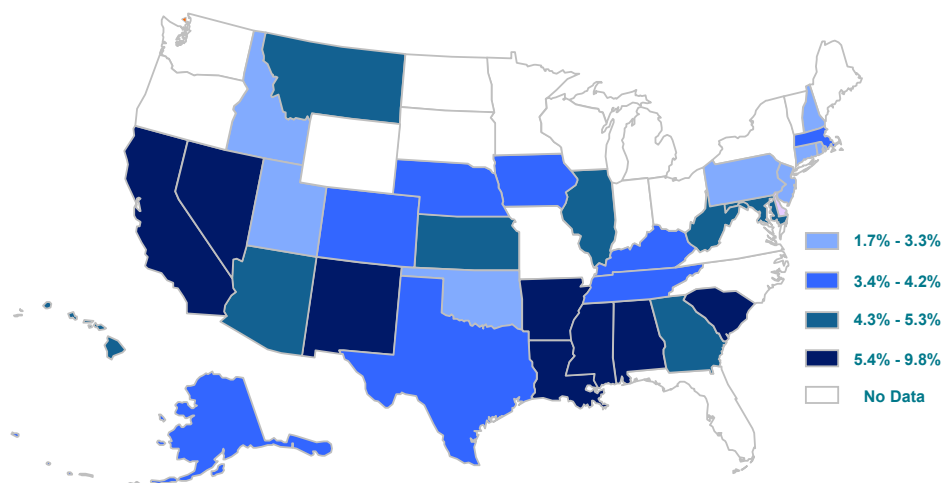 1.7% - 3.3%
3.4% - 4.2%
4.3% - 5.3%
5.4% - 9.8%
No Data